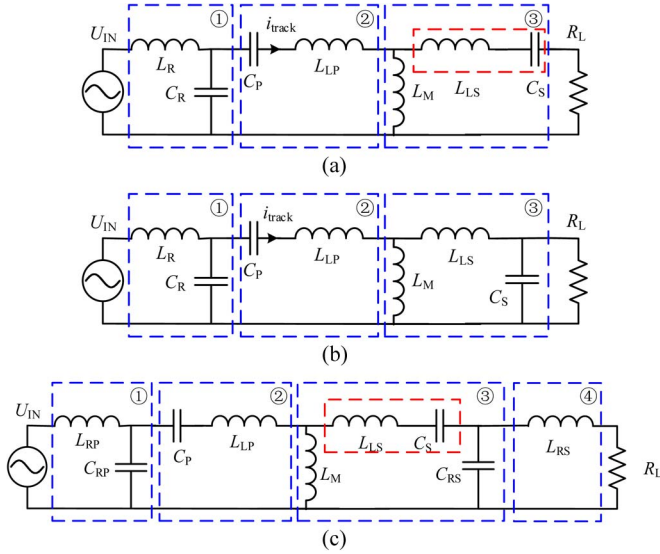 ① ② ③
U_IN i_track R_L
L_R C_P L_LP L_M L_LS C_S
C_R
(a)
① ② ③
U_IN i_track R_L
L_R C_P L_LP L_M L_LS
C_R C_S
(b)
① ② ③ ④
U_IN
L_RP C_P L_LP L_LS C_S L_RS
C_RP L_M C_RS R_L
(c)